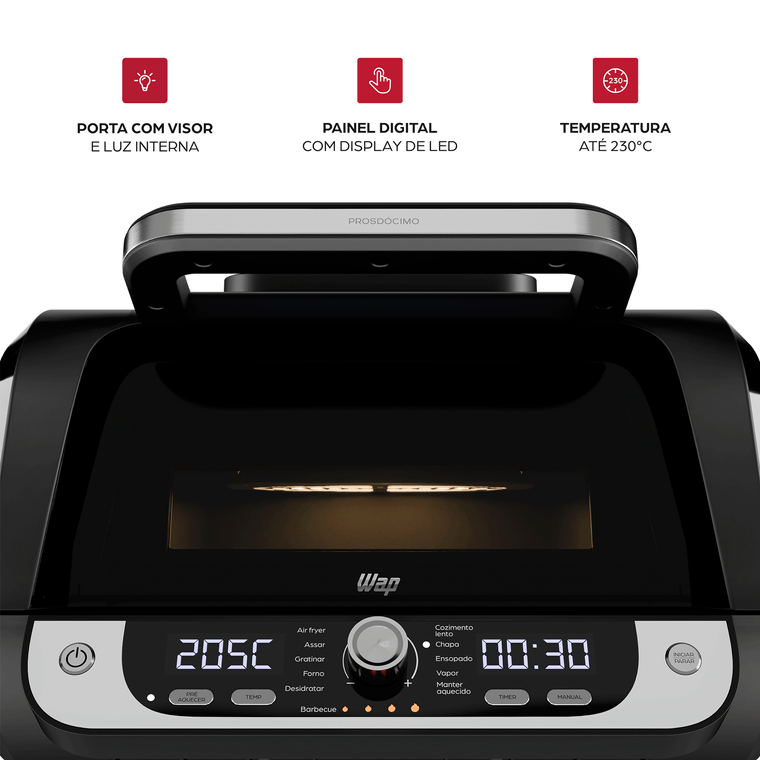 PORTA COM VISOR
E LUZ INTERNA
PAINEL DIGITAL
COM DISPLAY DE LED
230
TEMPERATURA
ATÉ 230°C
PROSDÓCIMO
Wap
205C
Air fryer
Assar
Gratinar
Forno
Desidratar
Barbecue
- +
Cozimento
lento
Chapa
Ensopado
Vapor
Manter
aquecido
00:30
INICIAR
PARAR
PRÉ
AQUECER
TEMP
TIMER
MANUAL